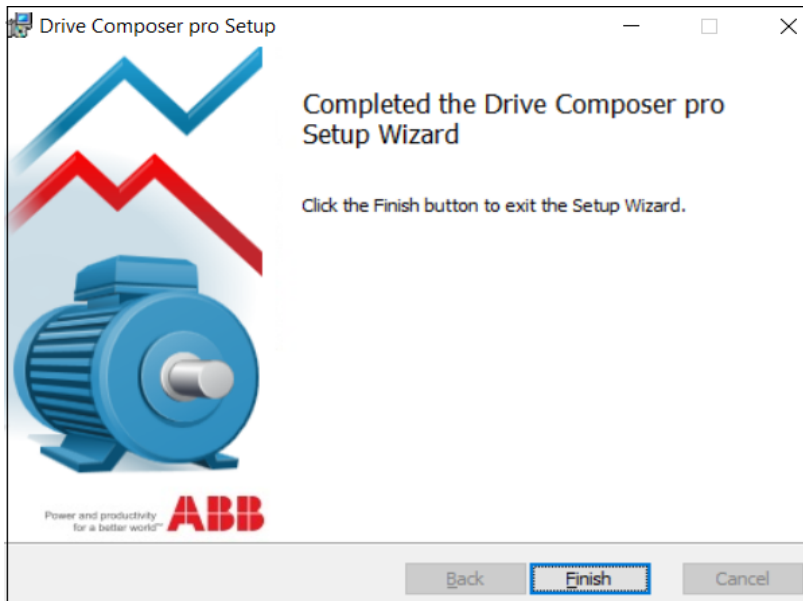 Drive Composer pro Setup
Completed the Drive Composer pro
Setup Wizard
Click the Finish button to exit the Setup Wizard.
Power and productivity
for a better world™
ABB
Back
Finish
Cancel